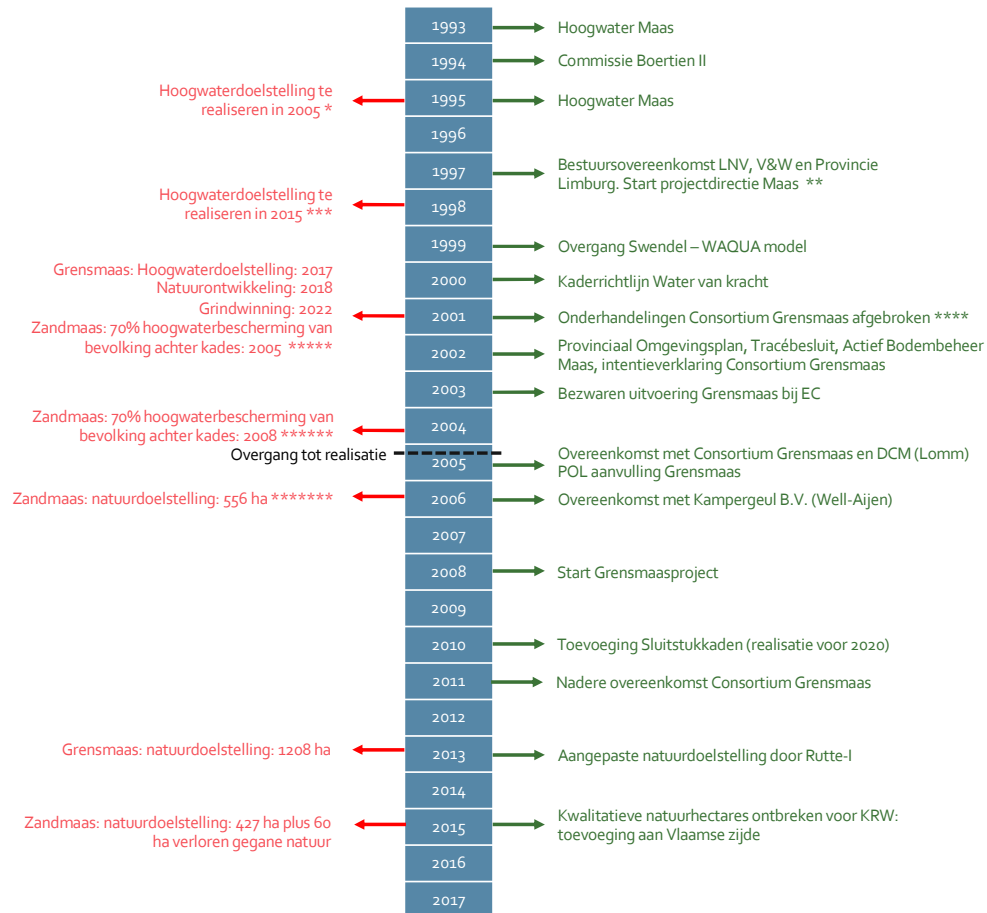 1993
Hoogwater Maas
1994
Commissie Boertien II
Hoogwaterdoelstelling te
realiseren in 2005 *
1995
Hoogwater Maas
1996
1997
Bestuursovereenkomst LNV, V&W en Provincie
Limburg. Start projectdirectie Maas **
Hoogwaterdoelstelling te
realiseren in 2015 ***
1998
1999
Overgang Swendel – WAQUA model
Grensmaas: Hoogwaterdoelstelling: 2017
Natuurontwikkeling: 2018
Grindwinning: 2022
Zandmaas: 70% hoogwaterbescherming van
bevolking achter kades: 2005 *****
2000
Kaderrichtlijn Water van kracht
2001
Onderhandelingen Consortium Grensmaas afgebroken ****
2002
Provinciaal Omgevingsplan, Tracébesluit, Actief Bodembeheer
Maas, intentieverklaring Consortium Grensmaas
2003
Bezwaren uitvoering Grensmaas bij EC
Zandmaas: 70% hoogwaterbescherming van
bevolking achter kades: 2008 ******
2004
Overgang tot realisatie
2005
Overeenkomst met Consortium Grensmaas en DCM (Lomm)
POL aanvulling Grensmaas
Zandmaas: natuurdoelstelling: 556 ha *******
2006
Overeenkomst met Kampergeul B.V. (Well-Aijen)
2007
2008
Start Grensmaasproject
2009
2010
Toevoeging Sluitstukkaden (realisatie voor 2020)
2011
Nadere overeenkomst Consortium Grensmaas
2012
Grensmaas: natuurdoelstelling: 1208 ha
2013
Aangepaste natuurdoelstelling door Rutte-I
2014
Zandmaas: natuurdoelstelling: 427 ha plus 60
ha verloren gegane natuur
2015
Kwalitatieve natuurhectares ontbreken voor KRW:
toevoeging aan Vlaamse zijde
2016
2017